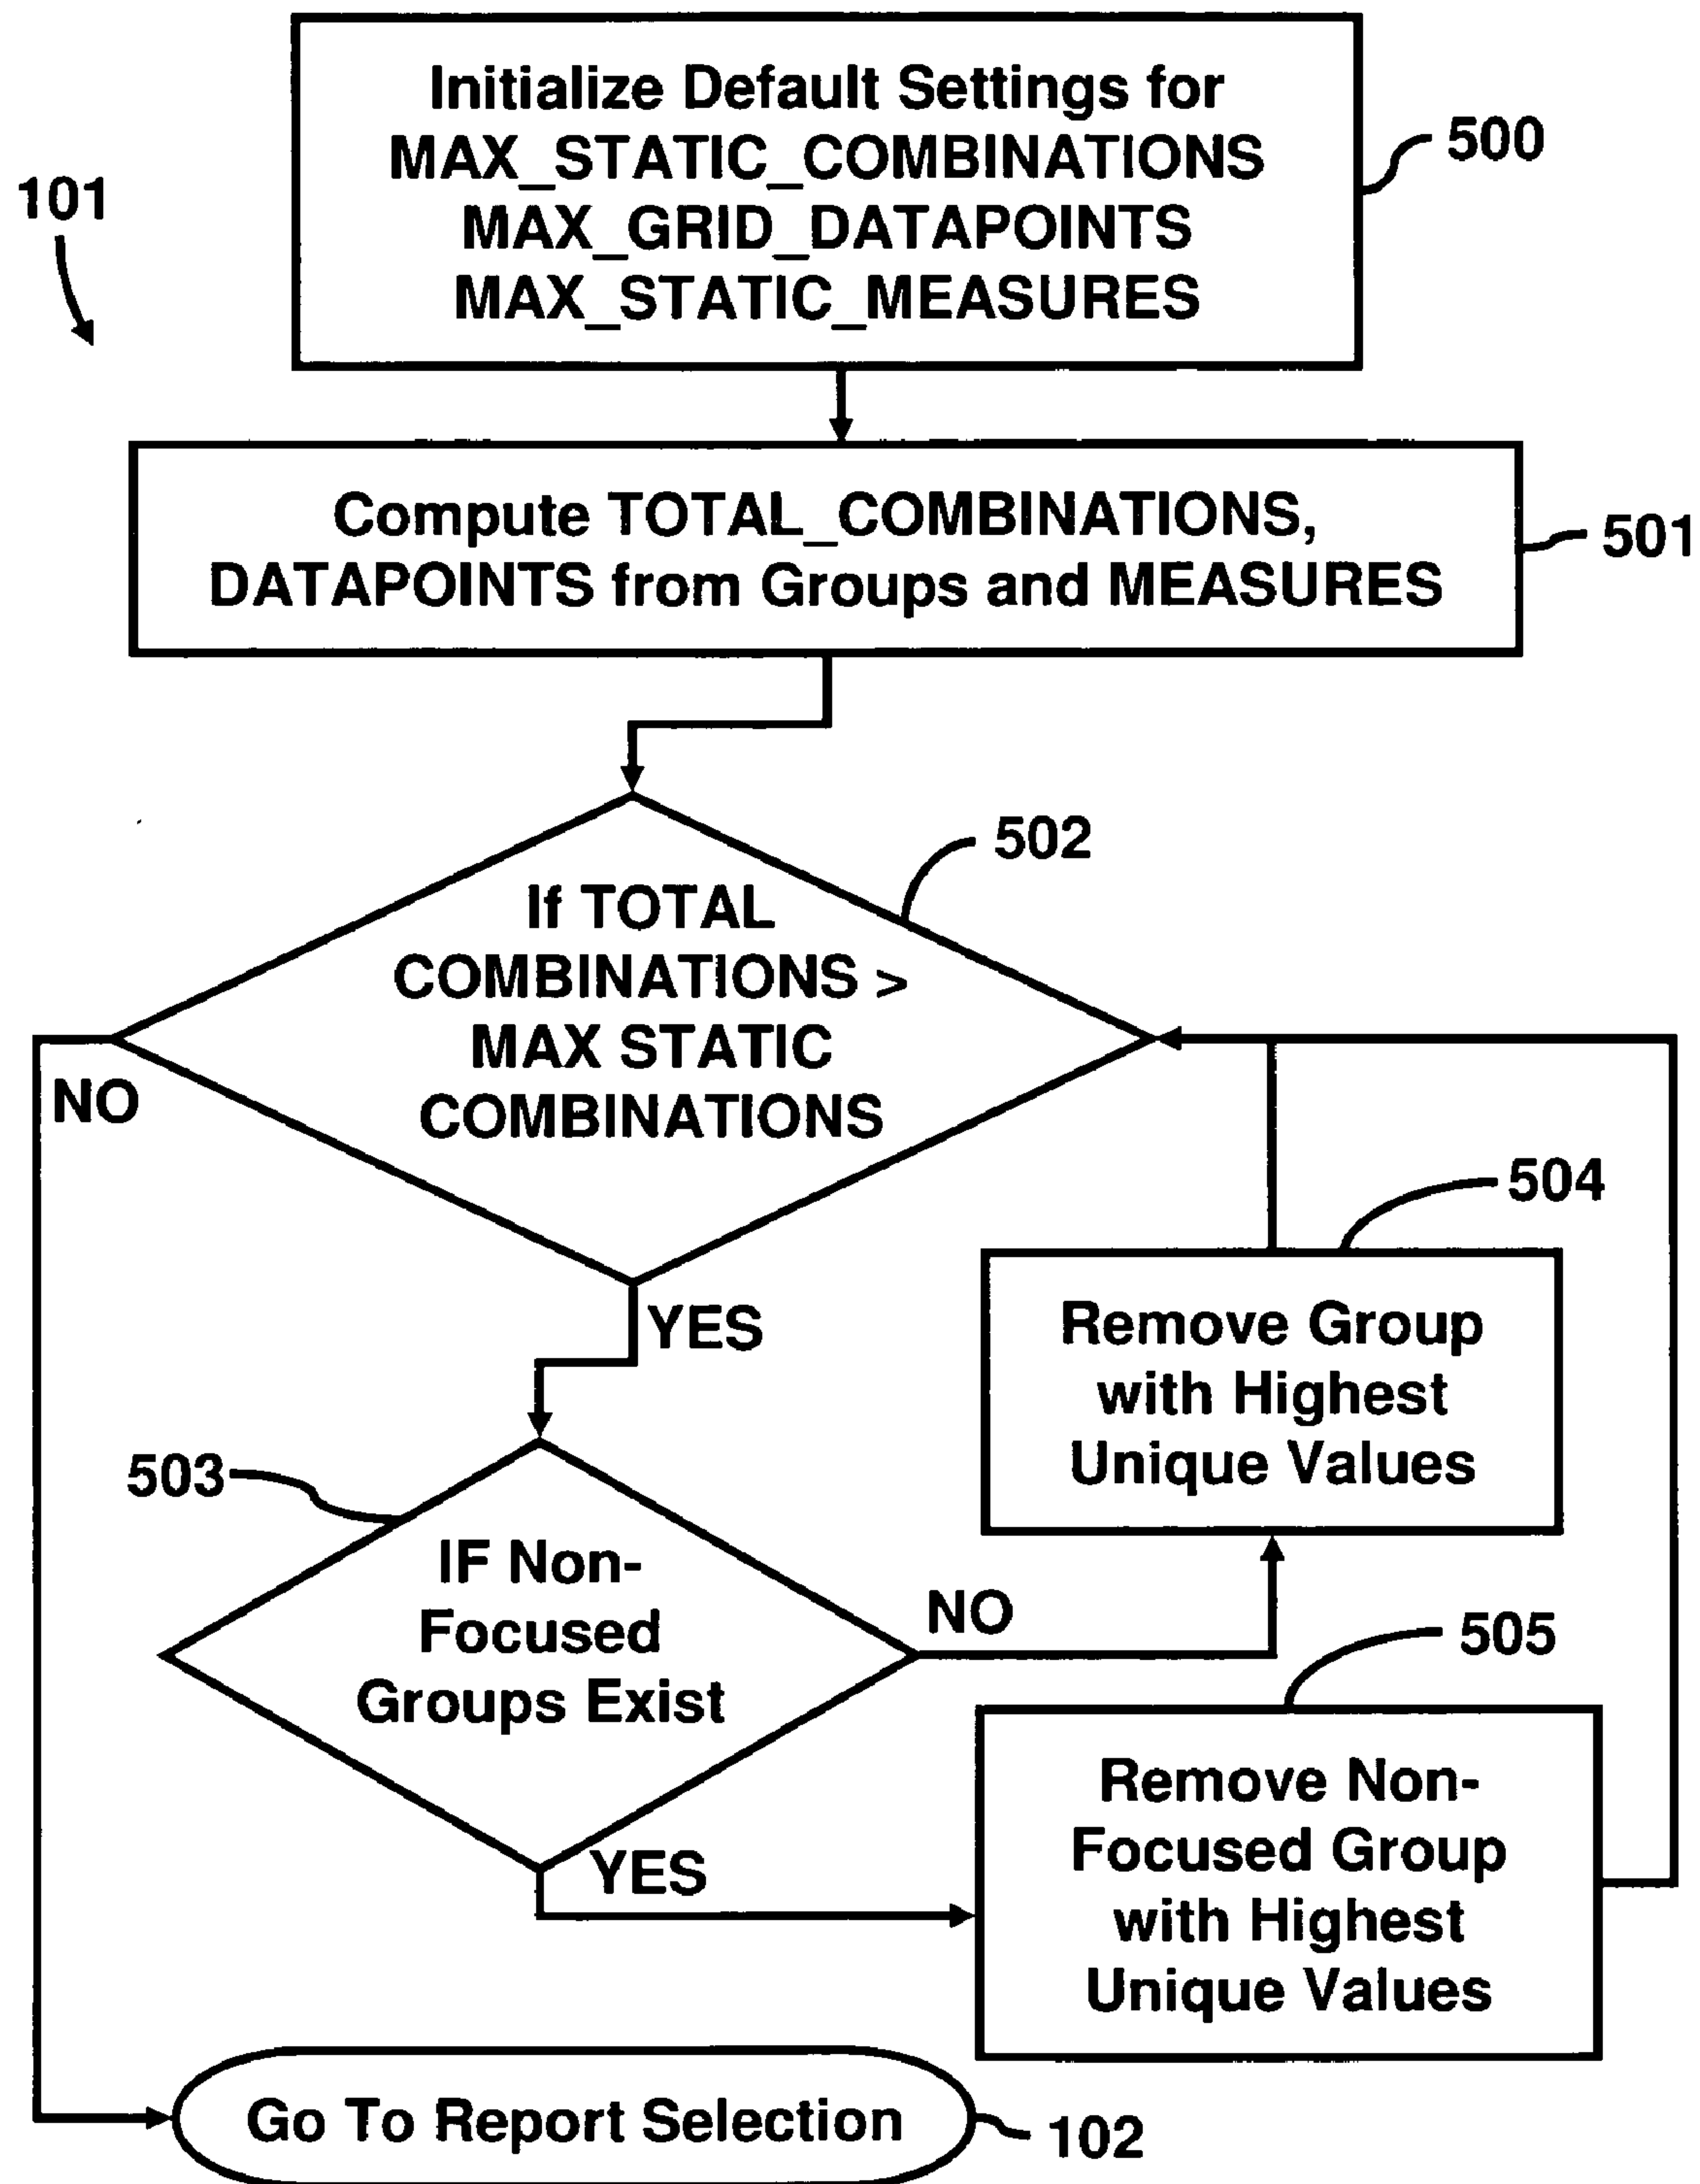 Initialize Default Settings for
MAX_STATIC_COMBINATIONS
MAX_GRID_DATAPOINTS
MAX_STATIC_MEASURES
500
101
Compute TOTAL_COMBINATIONS,
DATAPOINTS from Groups and MEASURES
501
If TOTAL
COMBINATIONS >
MAX STATIC
COMBINATIONS
502
NO
YES
504
Remove Group
with Highest
Unique Values
503
IF Non-
Focused
Groups Exist
NO
YES
505
Remove Non-
Focused Group
with Highest
Unique Values
Go To Report Selection
102